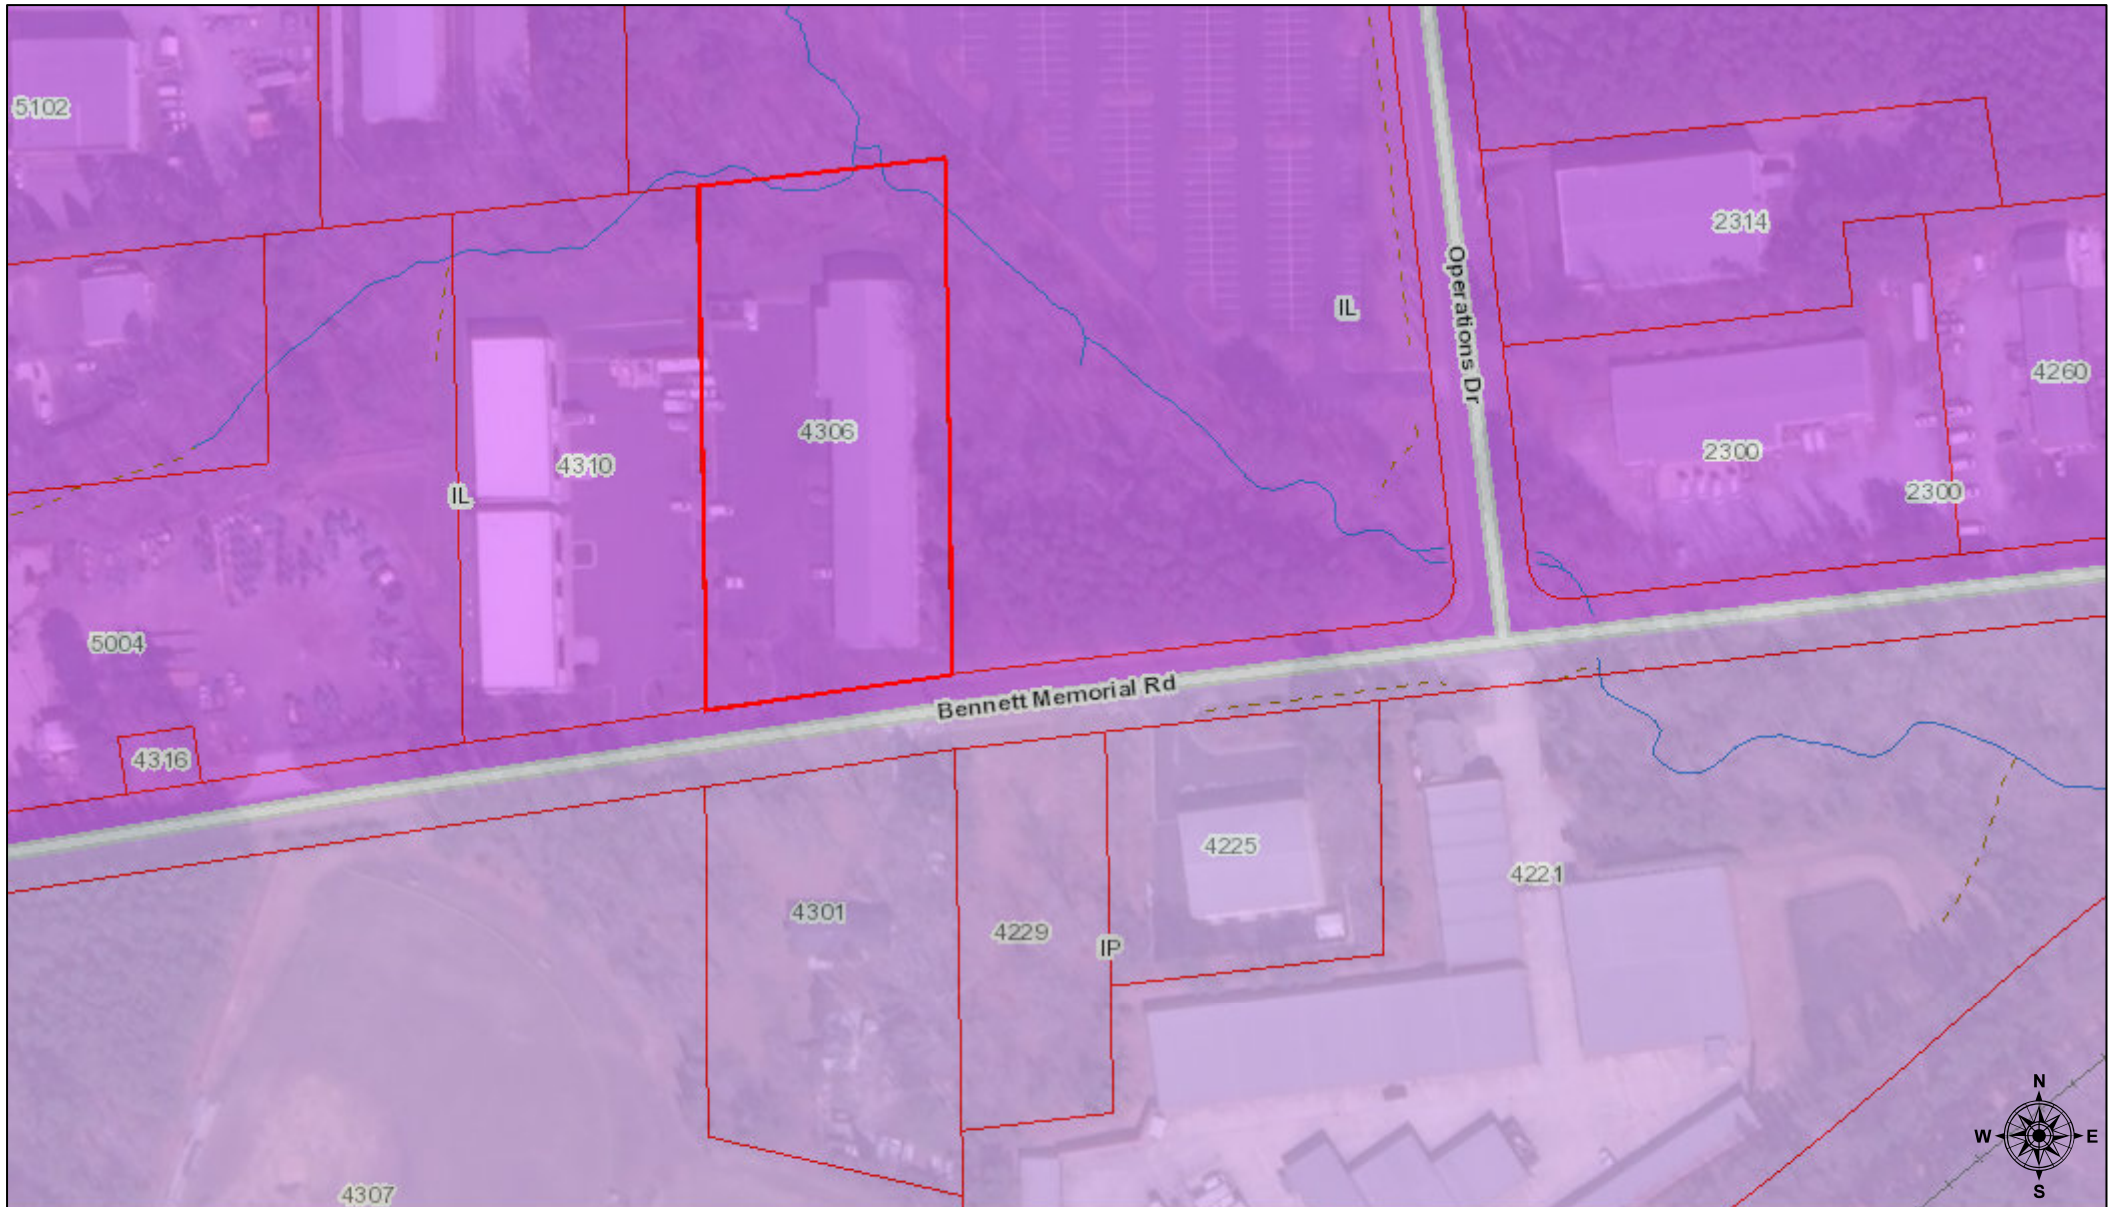 5102
2314
Operations Dr
IL
4260
4306
2300
4310
IL
2300
5004
Bennett Memorial Rd
4316
4225
4221
4301
4229
IP
N
W E
S
4307